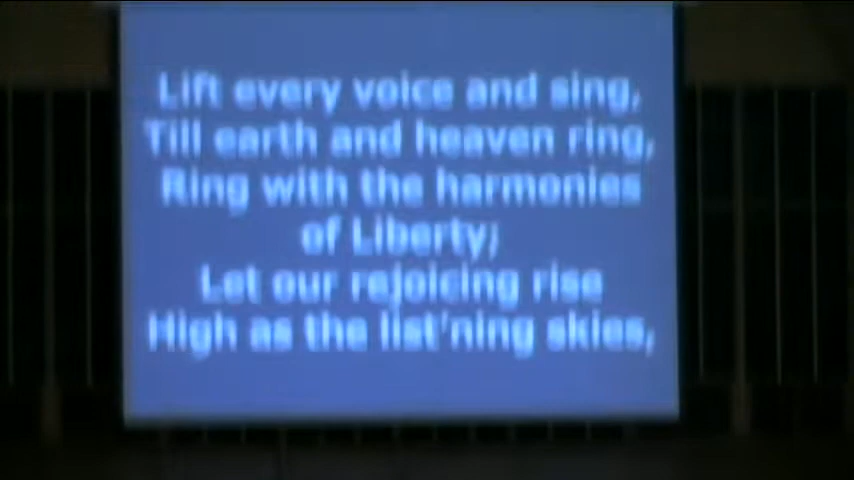 Lift every voice and sing,
Till earth and heaven ring,
Ring with the harmonies
of Liberty;
Let our rejoicing rise
High as the list'ning skies,